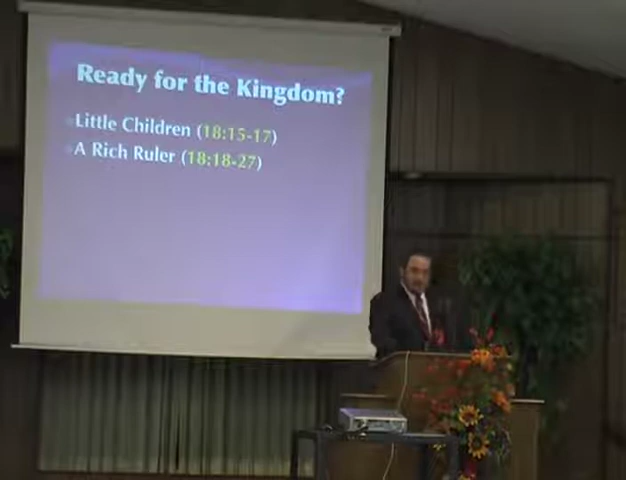 Ready for the Kingdom?
Little Children (18:15-17)
A Rich Ruler (18:18-27)